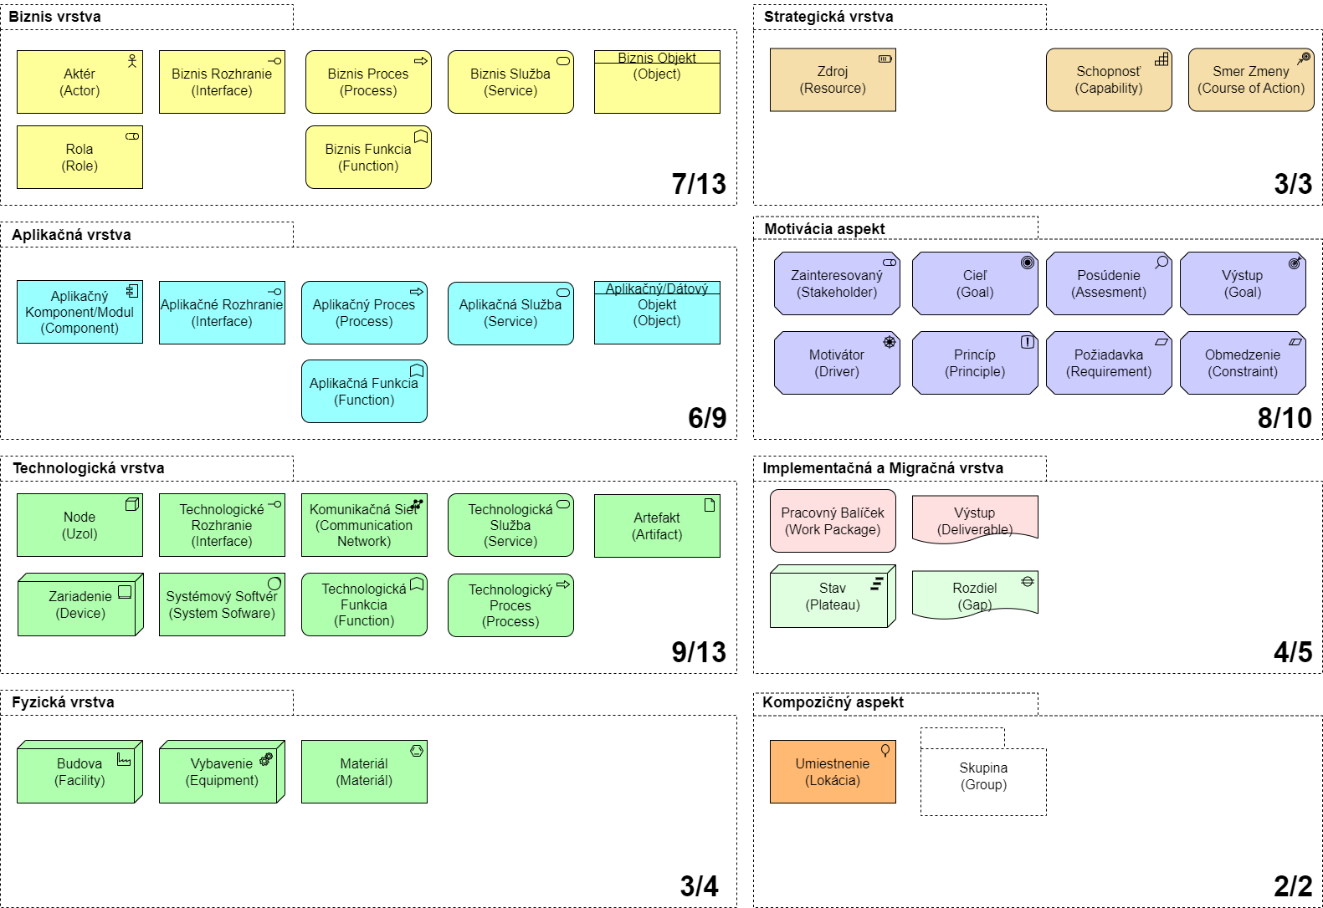 Biznis vrstva
Aktér
(Actor)
Biznis Rozhranie
(Interface)
Biznis Proces
(Process)
Biznis Služba
(Service)
Biznis Objekt
(Object)
Rola
(Role)
Biznis Funkcia
(Function)
7/13
Strategická vrstva
Zdroj
(Resource)
Schopnosť
(Capability)
Smer Zmeny
(Course of Action)
3/3
Aplikačná vrstva
Aplikačný
Komponent/Modul
(Component)
Aplikačné Rozhranie
(Interface)
Aplikačný Proces
(Process)
Aplikačná Služba
(Service)
Aplikačný/Dátový
Objekt
(Object)
Aplikačná Funkcia
(Function)
6/9
Motivácia aspekt
Zainteresovaný
(Stakeholder)
Cieľ
(Goal)
Posúdenie
(Assesment)
Výstup
(Goal)
Motivátor
(Driver)
Princíp
(Principle)
Požiadavka
(Requirement)
Obmedzenie
(Constraint)
8/10
Technologická vrstva
Node
(Uzol)
Technologické
Rozhranie
(Interface)
Komunikačná Sieť
(Communication
Network)
Technologická
Služba
(Service)
Artefakt
(Artifact)
Zariadenie
(Device)
Systémový Softvér
(System Sofware)
Technologická
Funkcia
(Function)
Technologický
Proces
(Process)
9/13
Implementačná a Migračná vrstva
Pracovný Balíček
(Work Package)
Výstup
(Deliverable)
Stav
(Plateau)
Rozdiel
(Gap)
4/5
Fyzická vrstva
Budova
(Facility)
Vybavenie
(Equipment)
Materiál
(Materiál)
3/4
Kompozičný aspekt
Umiestnenie
(Lokácia)
Skupina
(Group)
2/2